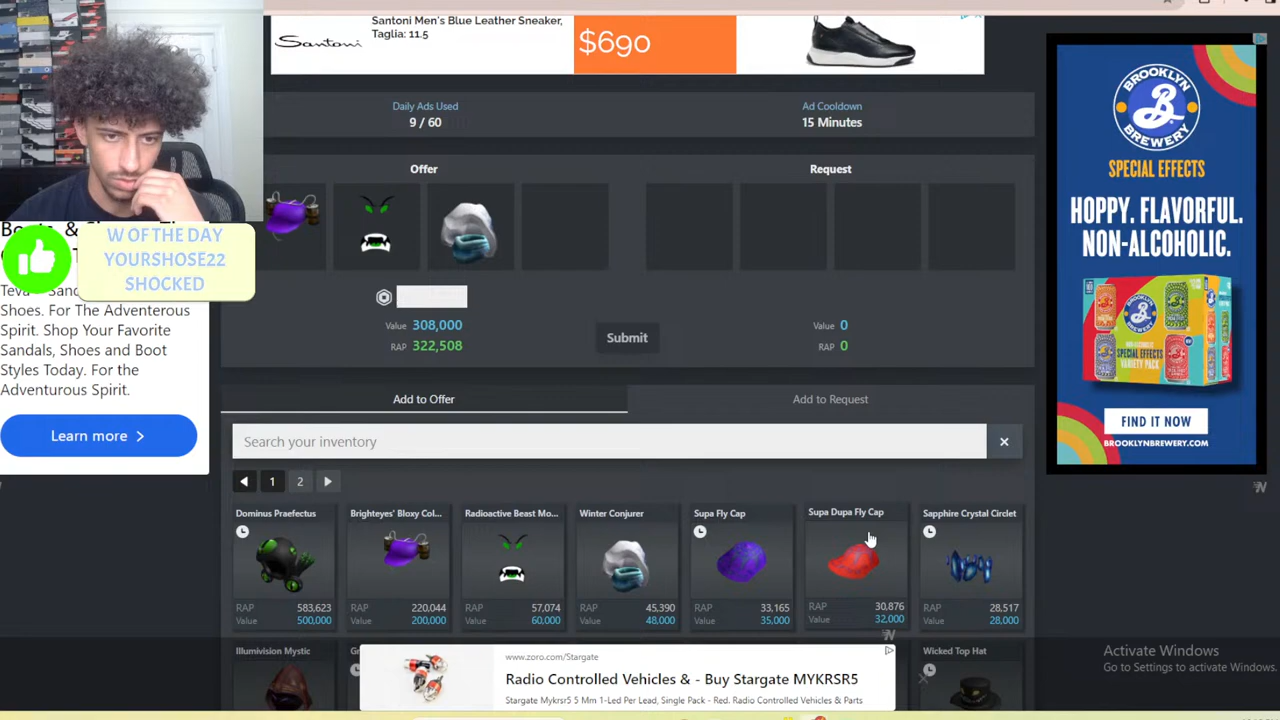 Santoni Men's Blue Leather Sneaker,
Taglia: 11.5
Santoni
$690
Daily Ads Used
9 / 60
Ad Cooldown
15 Minutes
Offer
Request
W OF THE DAY
YOURSHOSE22
SHOCKED
Shoes. For The Adventerous
Spirit. Shop Your Favorite
Sandals, Shoes and Boot
Styles Today. For the
Adventurous Spirit.
Learn more >
Value 308,000
RAP 322,508
Submit
Value 0
RAP 0
Add to Offer
Add to Request
Search your inventory
1
2
Dominus Praefectus
RAP 583,623
Value 500,000
Brighteyes' Bloxy Col...
RAP 220,044
Value 200,000
Radioactive Beast Mo...
RAP 57,074
Value 60,000
Winter Conjurer
RAP 45,390
Value 48,000
Supa Fly Cap
RAP 33,165
Value 35,000
Supa Dupa Fly Cap
RAP 30,876
Value 32,000
Sapphire Crystal Circlet
RAP 28,517
Value 28,000
Illumivision Mystic
Wicked Top Hat
www.zoro.com/Stargate
Radio Controlled Vehicles & - Buy Stargate MYKRSR5
Stargate Mykrsr5 5 Mm 1-Led Per Lead, Single Pack - Red. Radio Controlled Vehicles & Parts
BROOKLYN
BREWERY
SPECIAL EFFECTS
HOPPY. FLAVORFUL.
NON-ALCOHOLIC.
FIND IT NOW
BROOKLYNBREWERY.COM
Activate Windows
Go to Settings to activate Windows.